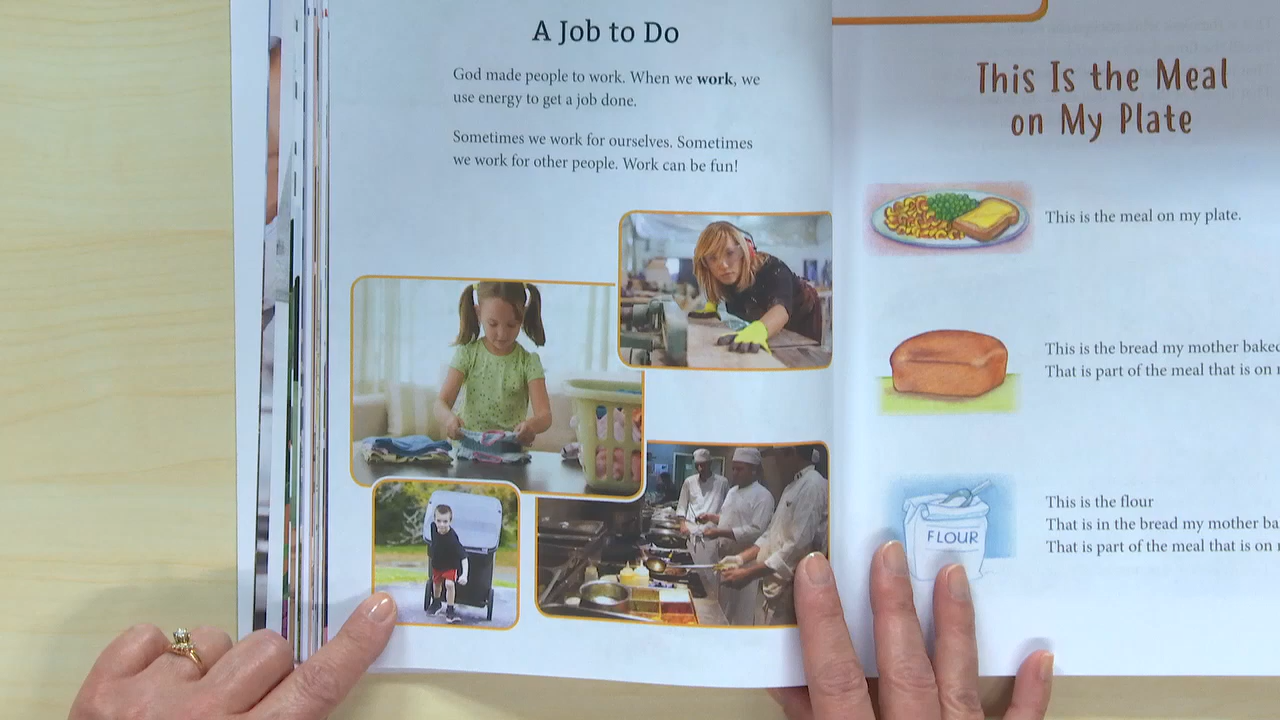 A Job to Do
God made people to work. When we work, we
use energy to get a job done.
Sometimes we work for ourselves. Sometimes
we work for other people. Work can be fun!
This Is the Meal
on My Plate
This is the meal on my plate.
This is the bread my mother baked
That is part of the meal that is on
This is the flour
That is in the bread my mother
That is part of the meal that is on
FLOUR